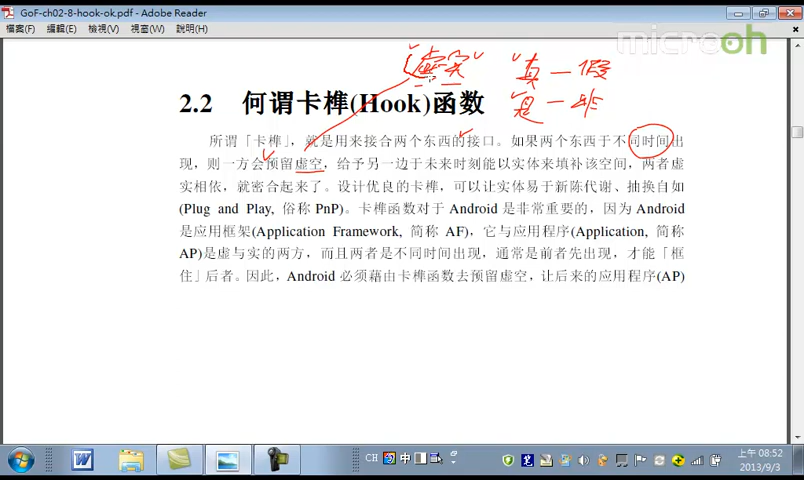 GoF-ch02-8-hook-ok.pdf - Adobe Reader
檔案(F) 編輯(E) 檢視(V) 視窗(W) 說明(H)
microoh
虚实 真一假
是一非
2.2 何谓卡榫(Hook)函数
所谓「卡榫」，就是用来接合两个东西的接口。如果两个东西于不同时间出
现，则一方会预留虚空，给予另一边于未来时刻能以实体来填补该空间，两者虚
实相依，就密合起来了。设计优良的卡榫，可以让实体易于新陈代谢、抽换自如
(Plug and Play, 俗称 PnP)。卡榫函数对于 Android 是非常重要的，因为 Android
是应用框架(Application Framework, 简称 AF)，它与应用程序(Application, 简称
AP)是虚与实的两方，而且两者是不同时间出现，通常是前者先出现，才能「框
住」后者。因此，Android 必须藉由卡榫函数去预留虚空，让后来的应用程序(AP)
CH 中
上午 08:52
2013/9/3